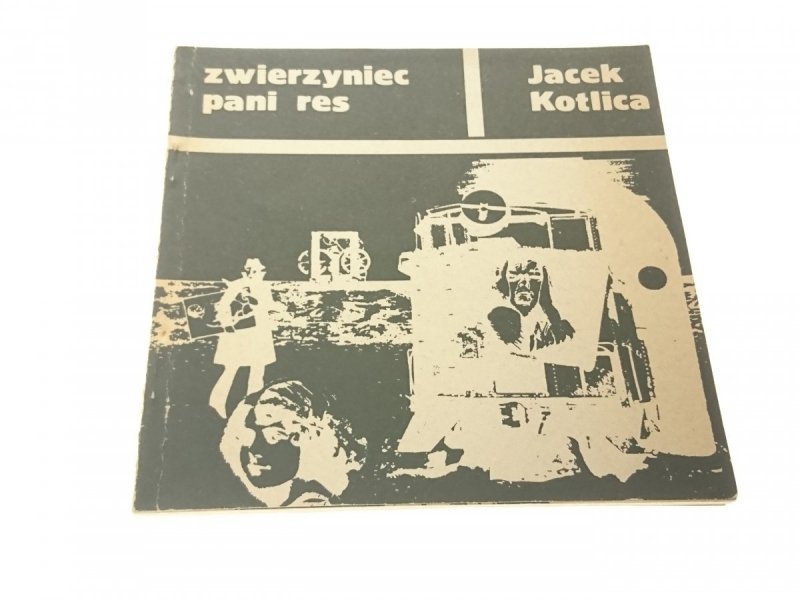 zwierzyniec
pani res
Jacek
Kotlica